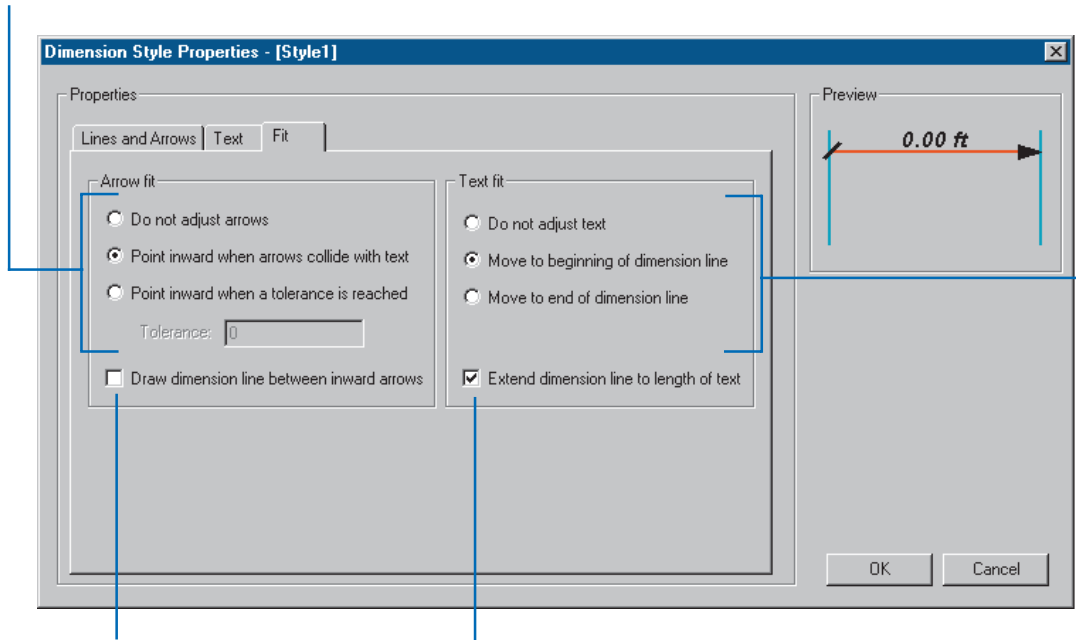 Dimension Style Properties - [Style1]
Properties
Lines and Arrows
Text
Fit
Arrow fit
Do not adjust arrows
Point inward when arrows collide with text
Point inward when a tolerance is reached
Tolerance: 0
Draw dimension line between inward arrows
Text fit
Do not adjust text
Move to beginning of dimension line
Move to end of dimension line
Extend dimension line to length of text
Preview
0.00 ft
OK
Cancel